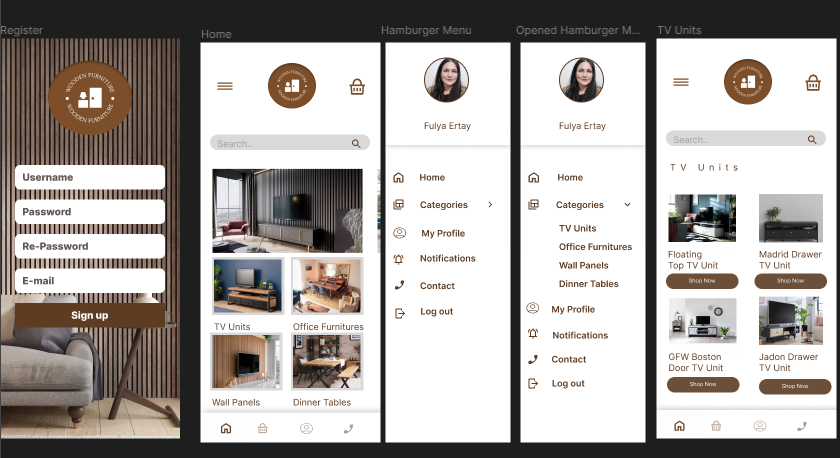 Register
WOODEN FURNITURE
WOODEN FURNITURE
Username
Password
Re-Password
E-mail
Sign up
Home
WOODEN FURNITURE
WOODEN FURNITURE
Search...
TV Units
Office Furnitures
Wall Panels
Dinner Tables
Hamburger Menu
Fulya Ertay
Home
Categories
My Profile
Notifications
Contact
Log out
Opened Hamburger M...
Fulya Ertay
Home
Categories
TV Units
Office Furnitures
Wall Panels
Dinner Tables
My Profile
Notifications
Contact
Log out
TV Units
WOODEN FURNITURE
WOODEN FURNITURE
Search...
TV Units
Floating
Top TV Unit
Shop Now
Madrid Drawer
TV Unit
Shop Now
GFW Boston
Door TV Unit
Shop Now
Jadon Drawer
TV Unit
Shop Now